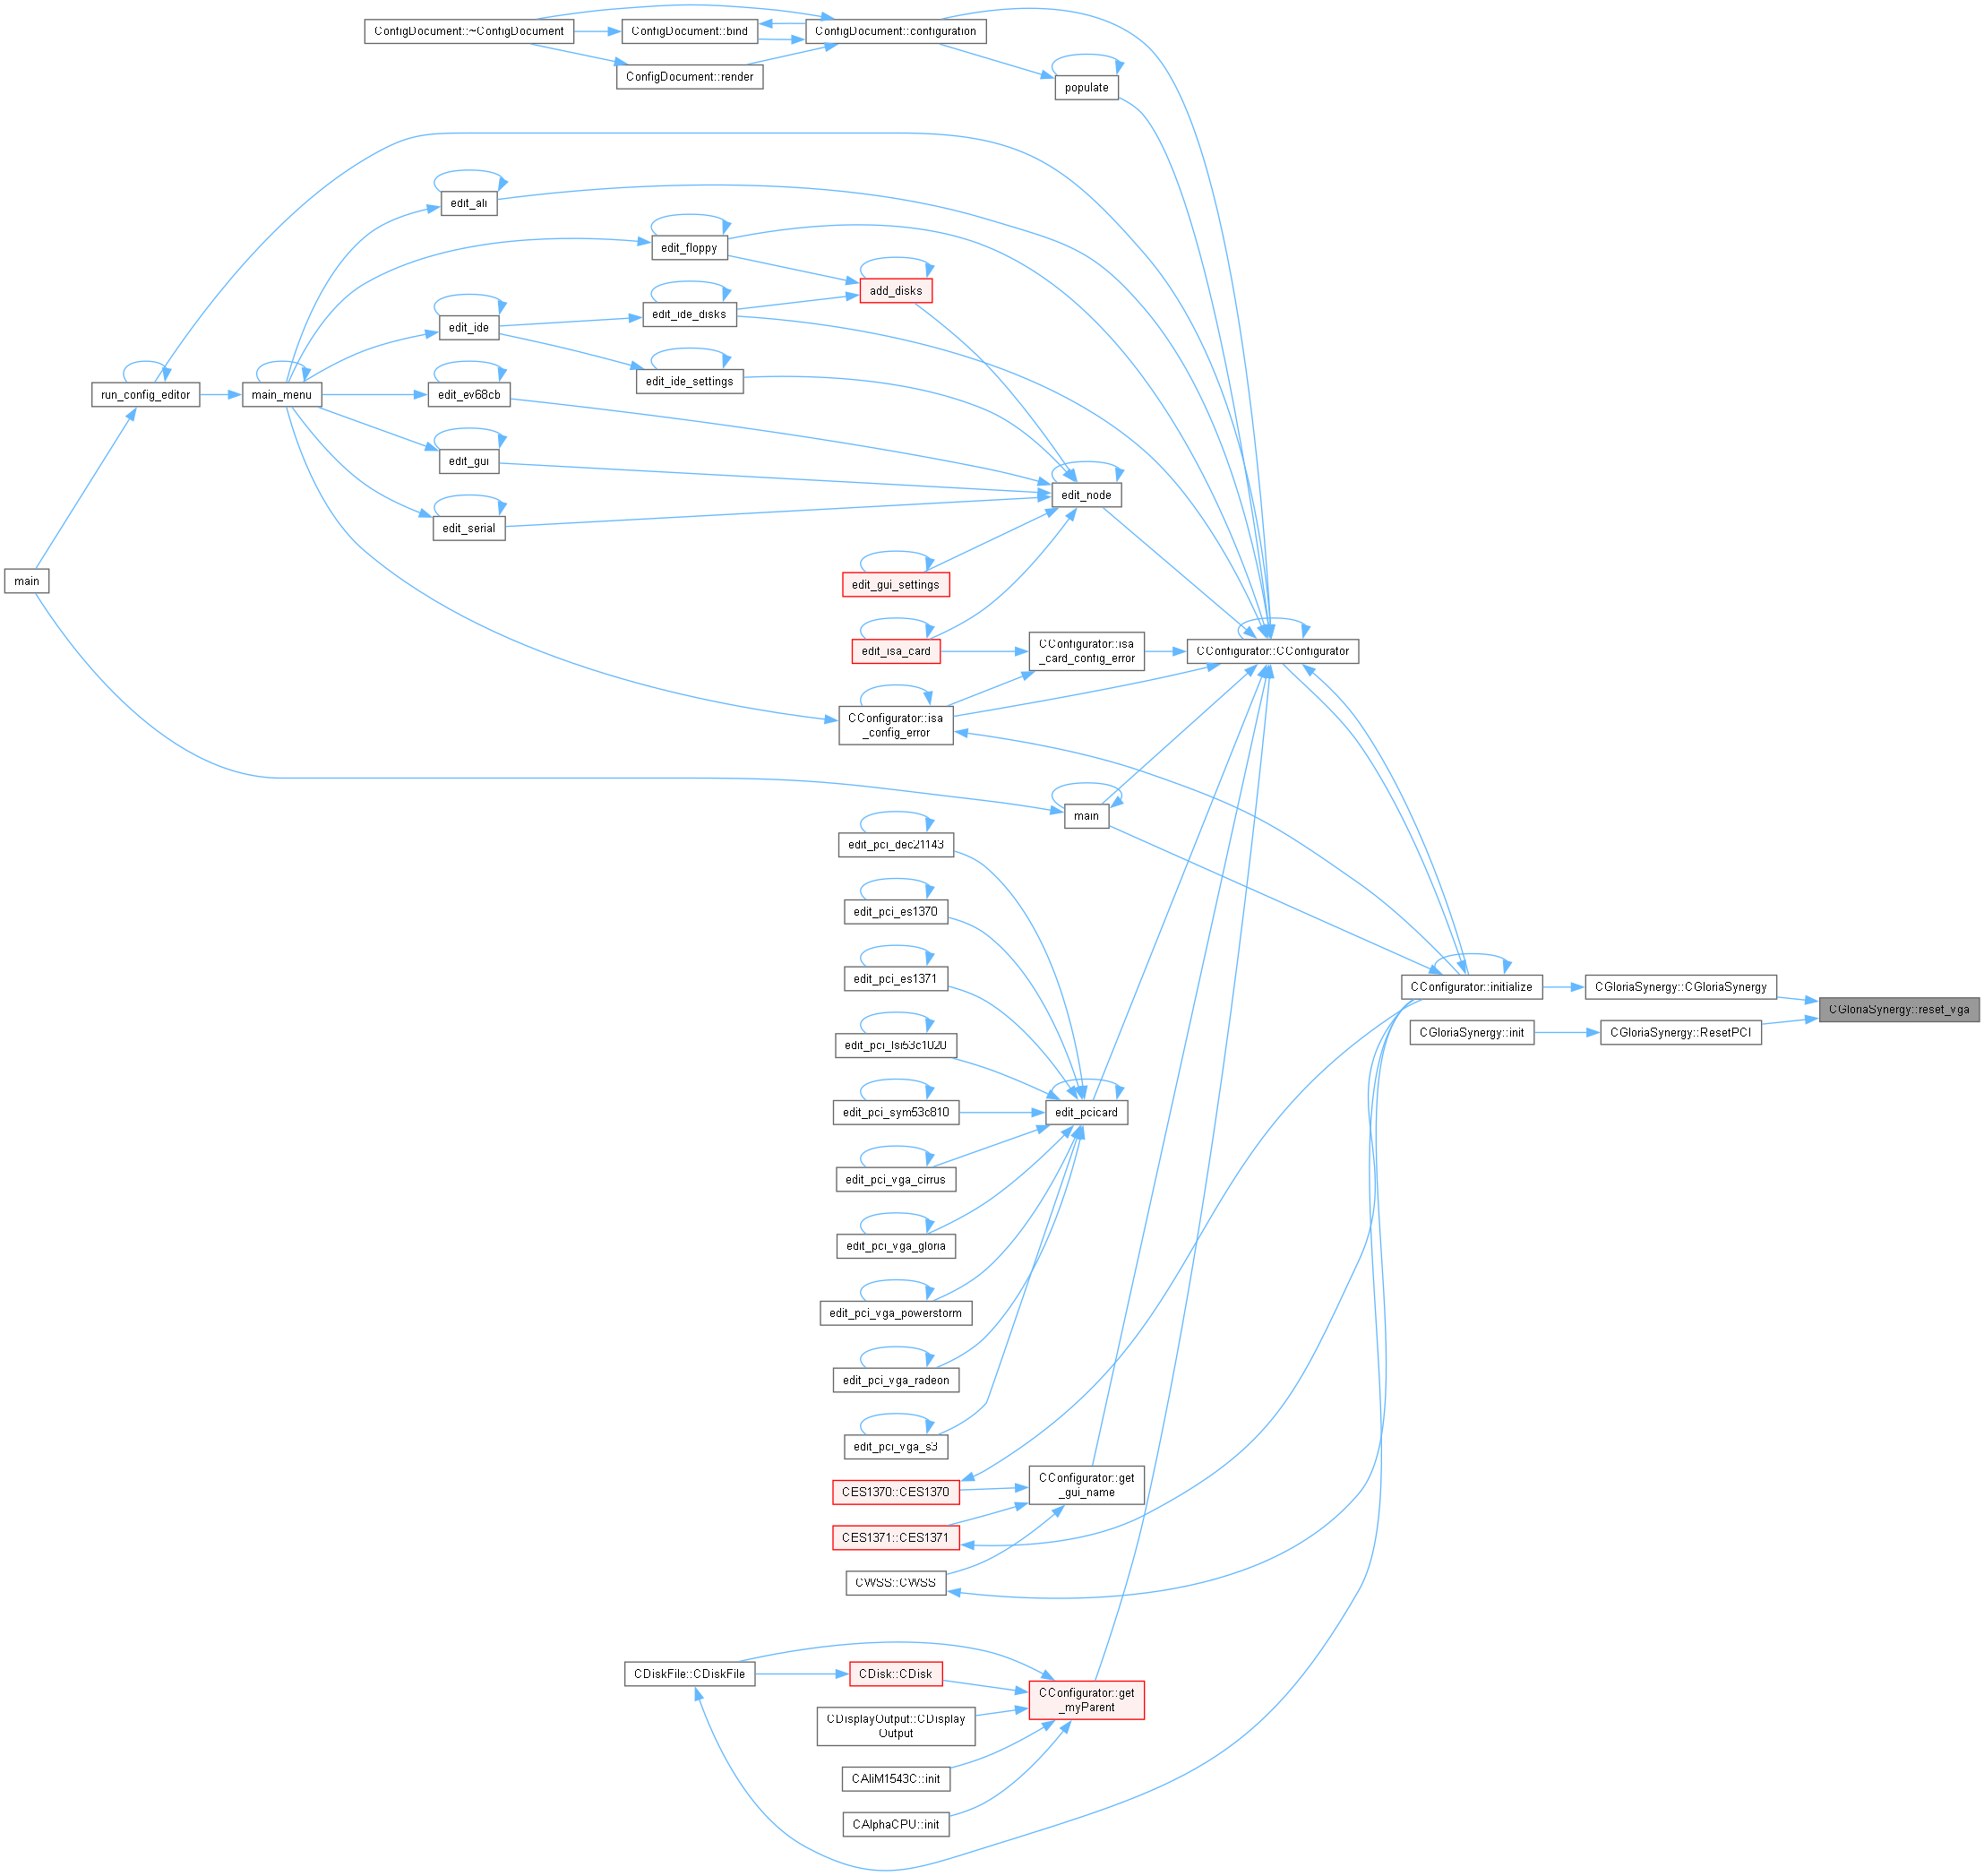 ConfigDocument::~ConfigDocument
ConfigDocument::bind
ConfigDocument::configuration
ConfigDocument::render
populate
edit_ali
edit_floppy
add_disks
edit_ide
edit_ide_disks
edit_ide_settings
run_config_editor
main_menu
edit_ev68cb
edit_gui
edit_node
edit_serial
main
edit_gui_settings
edit_isa_card
CConfigurator::isa
_card_config_error
CConfigurator::CConfigurator
CConfigurator::isa
_config_error
main
edit_pci_dec21143
edit_pci_es1370
edit_pci_es1371
CConfigurator::initialize
CGloriaSynergy::CGloriaSynergy
CGloriaSynergy::reset_vga
CGloriaSynergy::init
CGloriaSynergy::ResetPCI
edit_pci_lsi53c1020
edit_pci_sym53c810
edit_pcicard
edit_pci_vga_cirrus
edit_pci_vga_gloria
edit_pci_vga_powerstorm
edit_pci_vga_radeon
edit_pci_vga_s3
CES1370::CES1370
CConfigurator::get
_gui_name
CES1371::CES1371
CWSS::CWSS
CDiskFile::CDiskFile
CDisk::CDisk
CConfigurator::get
_myParent
CDisplayOutput::CDisplay
Output
CAliM1543C::init
CAlphaCPU::init